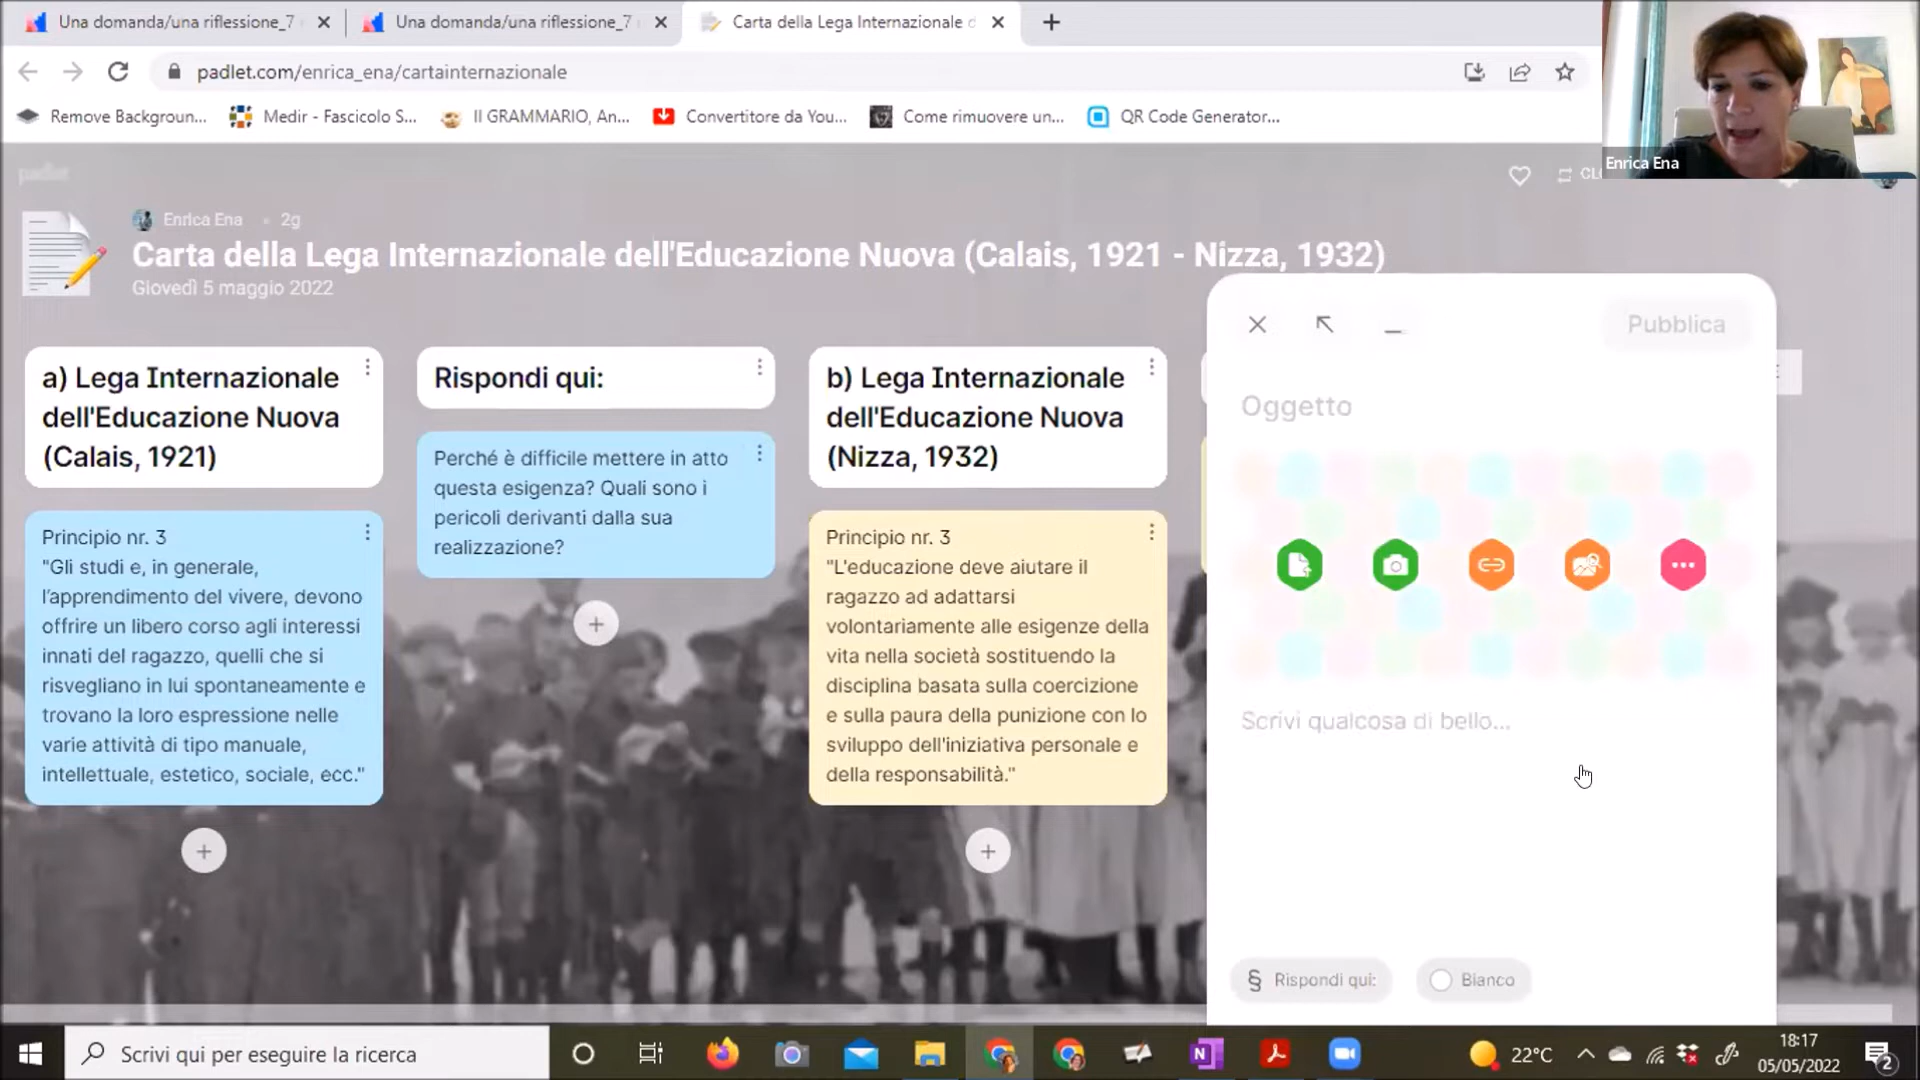 Una domanda/una riflessione_7
Una domanda/una riflessione_7
Carta della Lega Internazionale d
padlet.com/enrica_ena/cartainternazionale
Remove Backgroun...
Medir - Fascicolo S...
Il GRAMMARIO, An...
Convertitore da You...
Come rimuovere un...
QR Code Generator...
Enrica Ena
padlet
CLO
Enrica Ena
2g
Carta della Lega Internazionale dell'Educazione Nuova (Calais, 1921 - Nizza, 1932)
Giovedì 5 maggio 2022
a) Lega Internazionale
dell'Educazione Nuova
(Calais, 1921)
Principio nr. 3
"Gli studi e, in generale,
l'apprendimento del vivere, devono
offrire un libero corso agli interessi
innati del ragazzo, quelli che si
risvegliano in lui spontaneamente e
trovano la loro espressione nelle
varie attività di tipo manuale,
intellettuale, estetico, sociale, ecc."
Rispondi qui:
Perché è difficile mettere in atto
questa esigenza? Quali sono i
pericoli derivanti dalla sua
realizzazione?
b) Lega Internazionale
dell'Educazione Nuova
(Nizza, 1932)
Principio nr. 3
"L'educazione deve aiutare il
ragazzo ad adattarsi
volontariamente alle esigenze della
vita nella società sostituendo la
disciplina basata sulla coercizione
e sulla paura della punizione con lo
sviluppo dell'iniziativa personale e
della responsabilità."
Pubblica
Oggetto
Scrivi qualcosa di bello...
§ Rispondi qui:
Bianco
Scrivi qui per eseguire la ricerca
22°C
18:17
05/05/2022
2